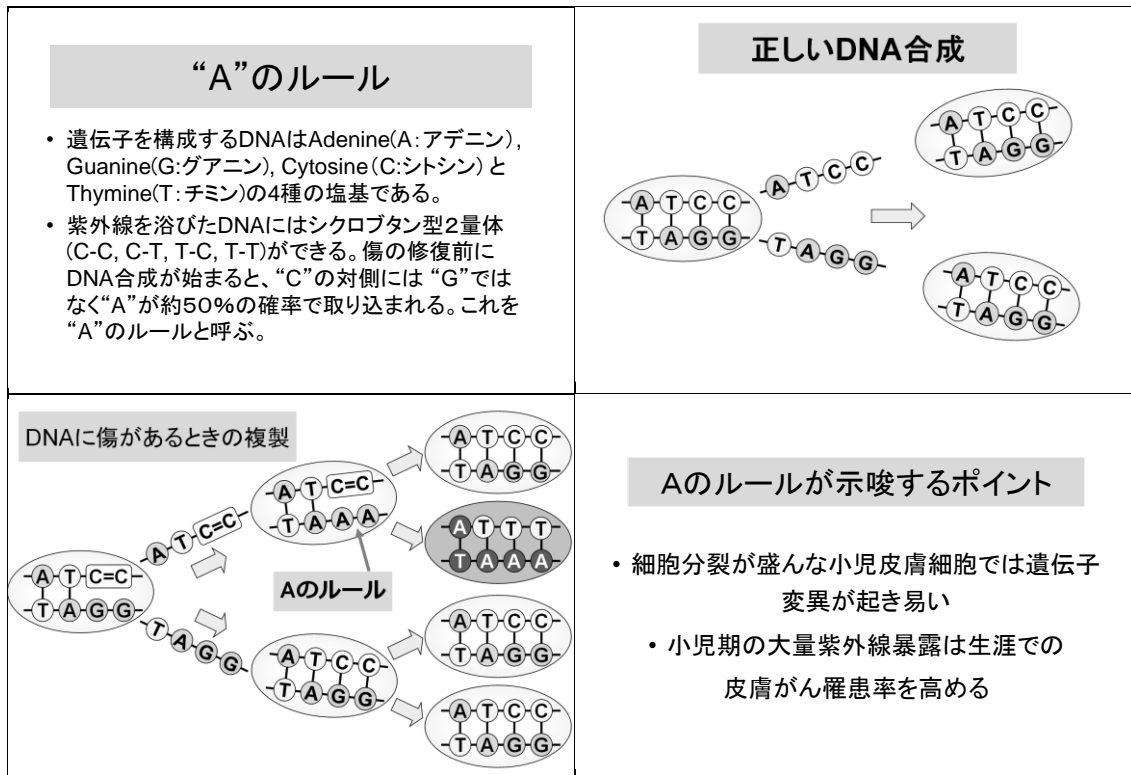 “A”のルール
• 遺伝子を構成するDNAはAdenine(A:アデニン),
Guanine(G:グアニン), Cytosine(C:シトシン) と
Thymine(T:チミン)の4種の塩基である。
• 紫外線を浴びたDNAにはシクロブタン型2量体
(C-C, C-T, T-C, T-T)ができる。傷の修復前に
DNA合成が始まると、“C”の対側には “G”では
なく“A”が約50%の確率で取り込まれる。これを
“A”のルールと呼ぶ。
正しいDNA合成
A T C C
T A G G
A T C C
T A G G
A T C C
T A G G
A T C C
T A G G
DNAに傷があるときの複製
A T C=C
T A G G
A T C=C
T A G G
A T C=C
T A A A
Aのルール
A T C C
T A G G
A T C C
T A G G
A T T T
T A A A
A T C C
T A G G
A T C C
T A G G
Aのルールが示唆するポイント
• 細胞分裂が盛んな小児皮膚細胞では遺伝子
変異が起き易い
• 小児期の大量紫外線暴露は生涯での
皮膚がん罹患率を高める